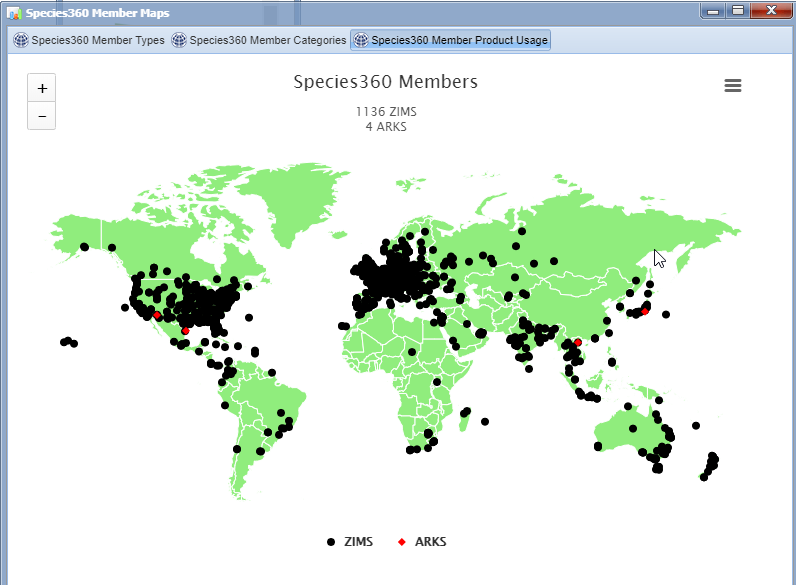 Species360 Member Maps
Species360 Member Types Species360 Member Categories Species360 Member Product Usage
+
−
Species360 Members
1136 ZIMS
4 ARKS
ZIMS ARKS